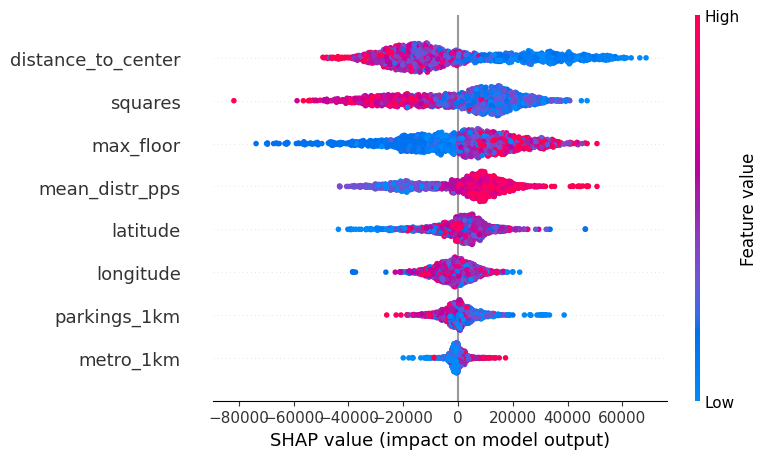 High
distance_to_center
squares
max_floor
mean_distr_pps
latitude
longitude
parkings_1km
metro_1km
Feature value
Low
−80000 −60000 −40000 −20000 0 20000 40000 60000
SHAP value (impact on model output)